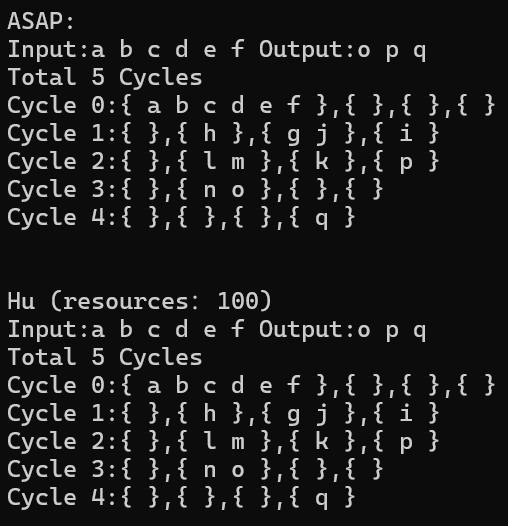 ASAP:
Input:a b c d e f Output:o p q
Total 5 Cycles
Cycle 0:{ a b c d e f },{ },{ },{ }
Cycle 1:{ },{ h },{ g j },{ i }
Cycle 2:{ },{ l m },{ k },{ p }
Cycle 3:{ },{ n o },{ },{ }
Cycle 4:{ },{ },{ },{ q }
Hu (resources: 100)
Input:a b c d e f Output:o p q
Total 5 Cycles
Cycle 0:{ a b c d e f },{ },{ },{ }
Cycle 1:{ },{ h },{ g j },{ i }
Cycle 2:{ },{ l m },{ k },{ p }
Cycle 3:{ },{ n o },{ },{ }
Cycle 4:{ },{ },{ },{ q }